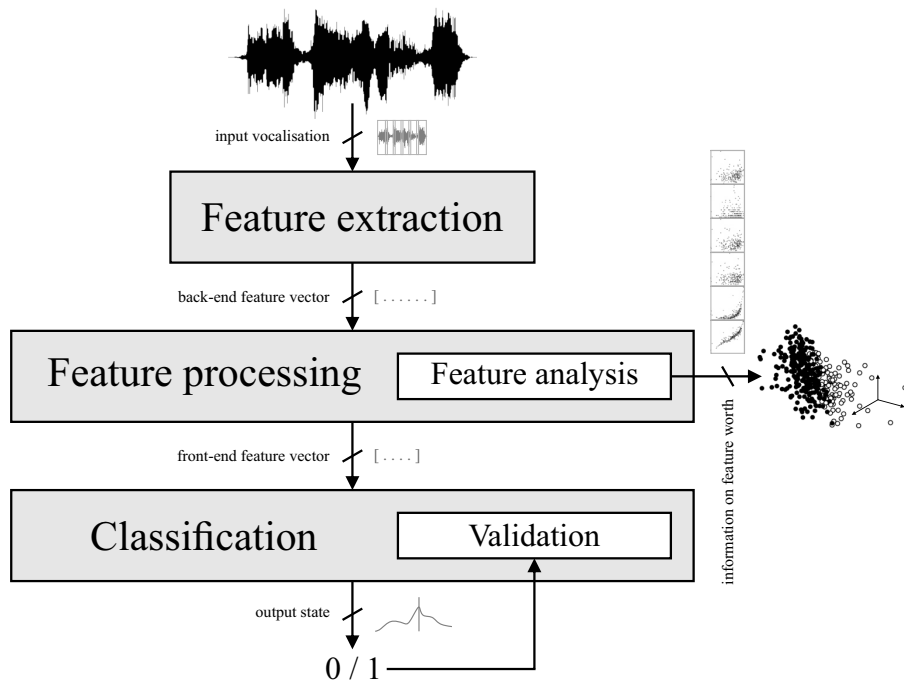 input vocalisation
Feature extraction
back-end feature vector
[ . . . . . . ]
Feature processing
Feature analysis
information on feature worth
front-end feature vector
[ . . . . ]
Classification
Validation
output state
0 / 1